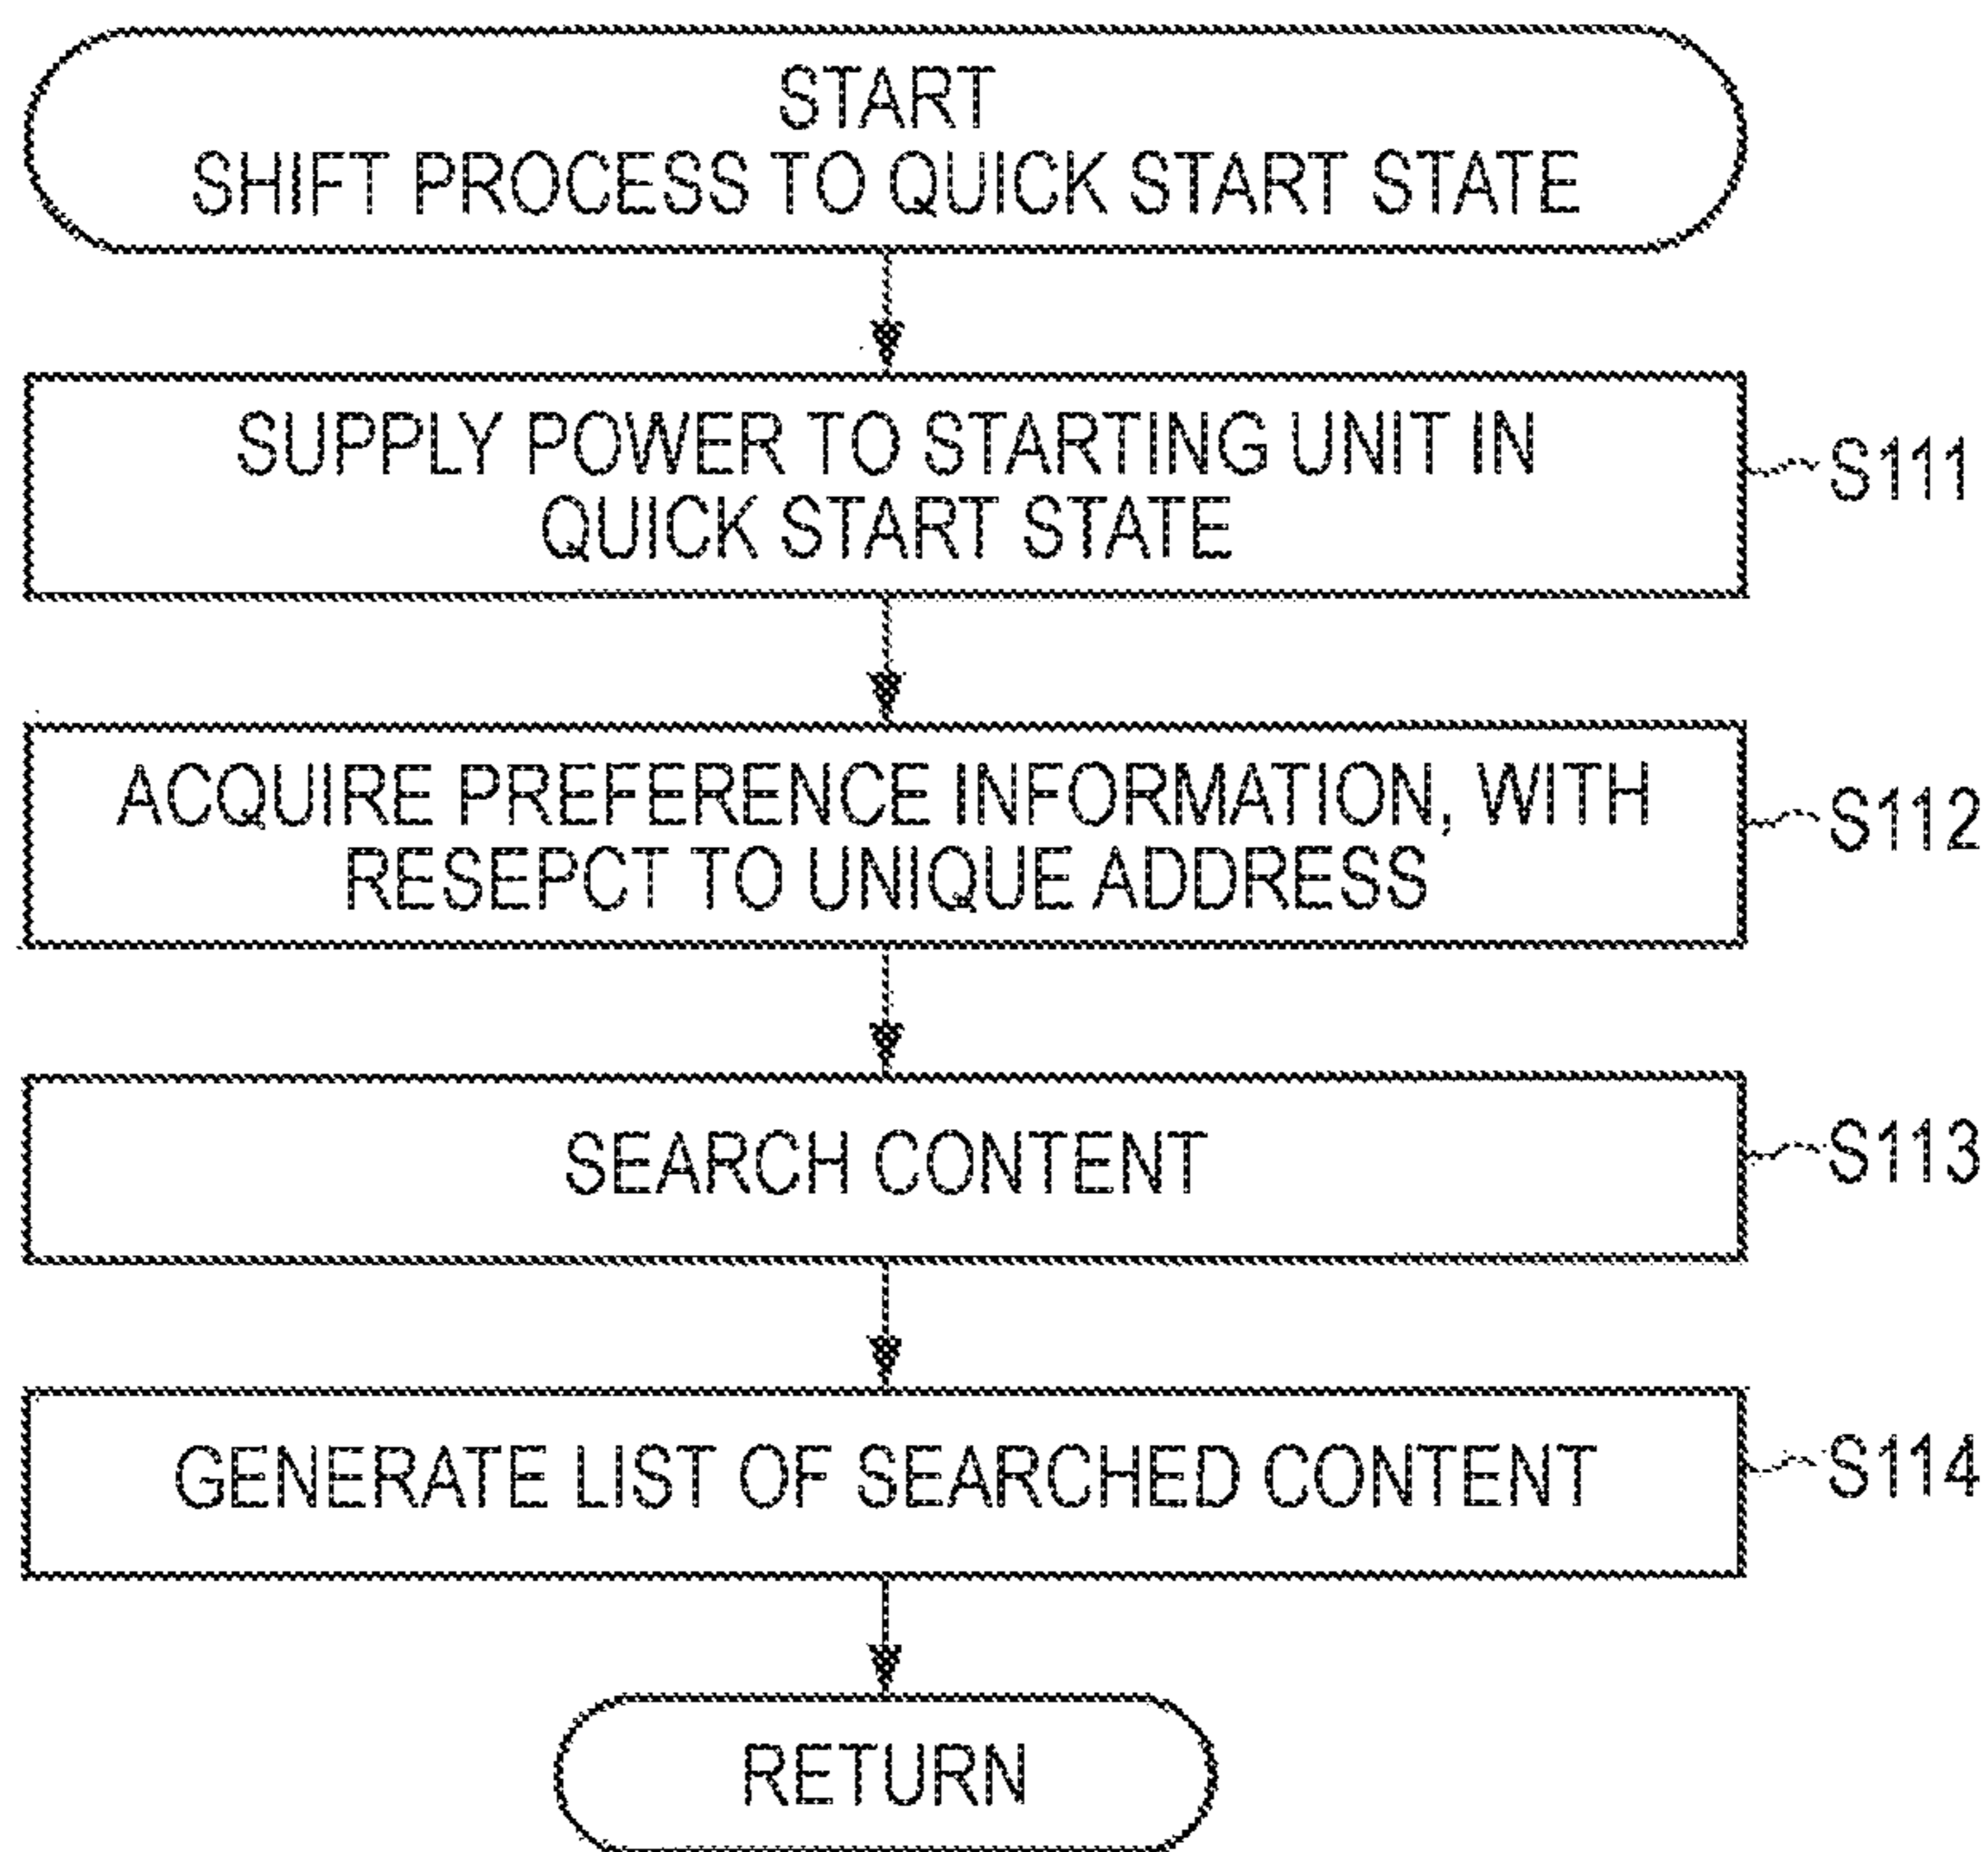 START
SHIFT PROCESS TO QUICK START STATE
SUPPLY POWER TO STARTING UNIT IN
QUICK START STATE
S111
ACQUIRE PREFERENCE INFORMATION, WITH
RESEPCT TO UNIQUE ADDRESS
S112
SEARCH CONTENT
S113
GENERATE LIST OF SEARCHED CONTENT
S114
RETURN